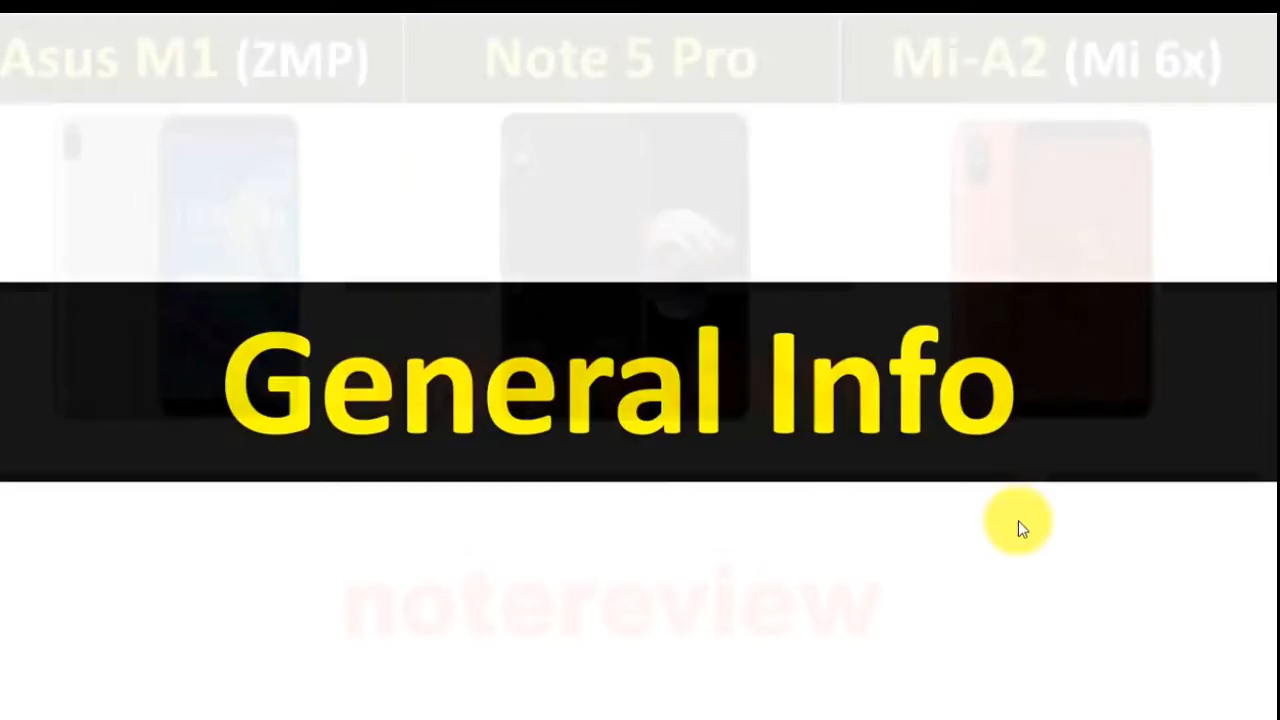 Asus M1 (ZMP)
Note 5 Pro
Mi-A2 (Mi 6x)
General Info
notereview